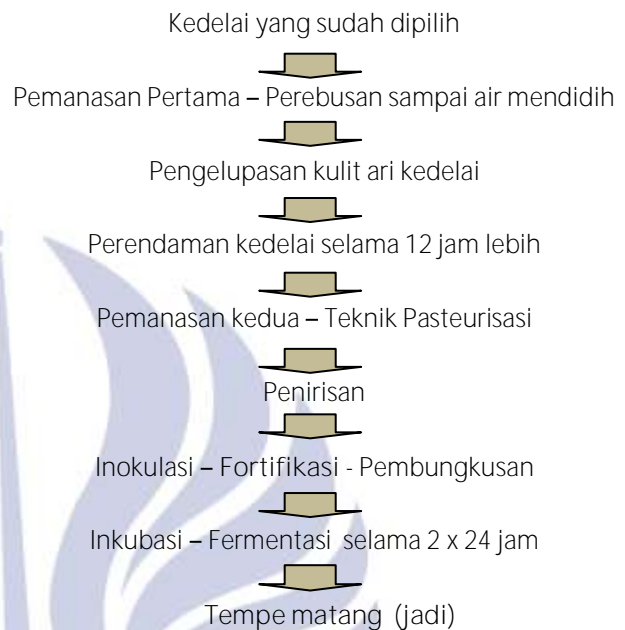 Kedelai yang sudah dipilih
Pemanasan Pertama – Perebusan sampai air mendidih
Pengelupasan kulit ari kedelai
Perendaman kedelai selama 12 jam lebih
Pemanasan kedua – Teknik Pasteurisasi
Penirisan
Inokulasi – Fortifikasi - Pembungkusan
Inkubasi – Fermentasi selama 2 x 24 jam
Tempe matang (jadi)